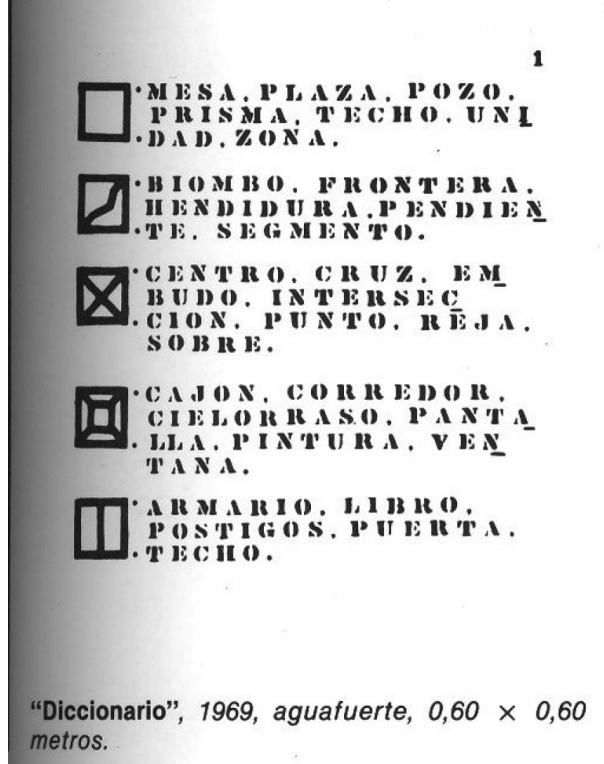 1
MESA. PLAZA. POZO.
PRISMA. TECHO. UNI
DAD. ZONA.
BIOMBO. FRONTERA.
HENDIDURA. PENDIEN
TE. SEGMENTO.
CENTRO. CRUZ. EM
BUDO. INTERSEC
CION. PUNTO. REJA.
SOBRE.
CAJON. CORREDOR.
CIELORRASO. PANTA
LLA. PINTURA. VEN
TANA.
ARMARIO. LIBRO.
POSTIGOS. PUERTA.
TECHO.
“Diccionario”, 1969, aguafuerte, 0,60 × 0,60
metros.